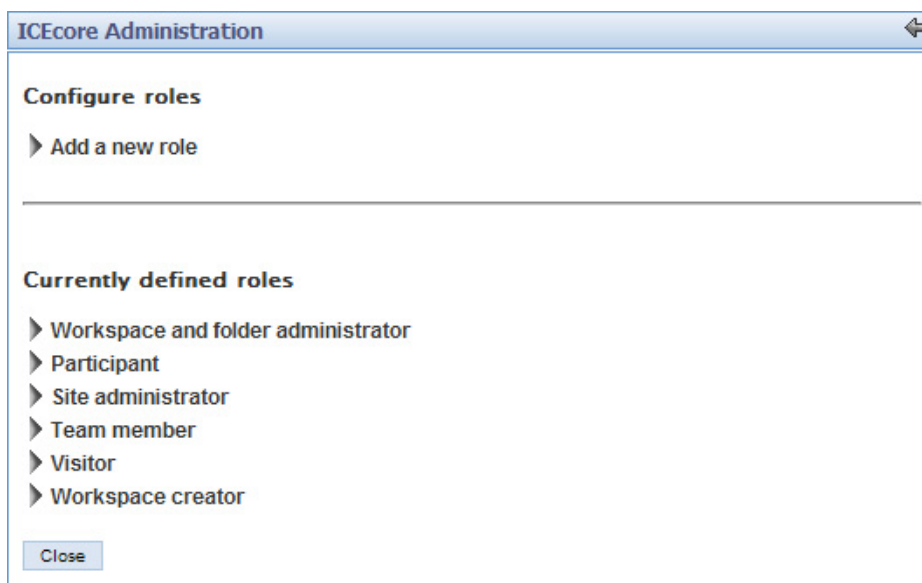 ICEcore Administration
Configure roles
Add a new role
Currently defined roles
Workspace and folder administrator
Participant
Site administrator
Team member
Visitor
Workspace creator
Close